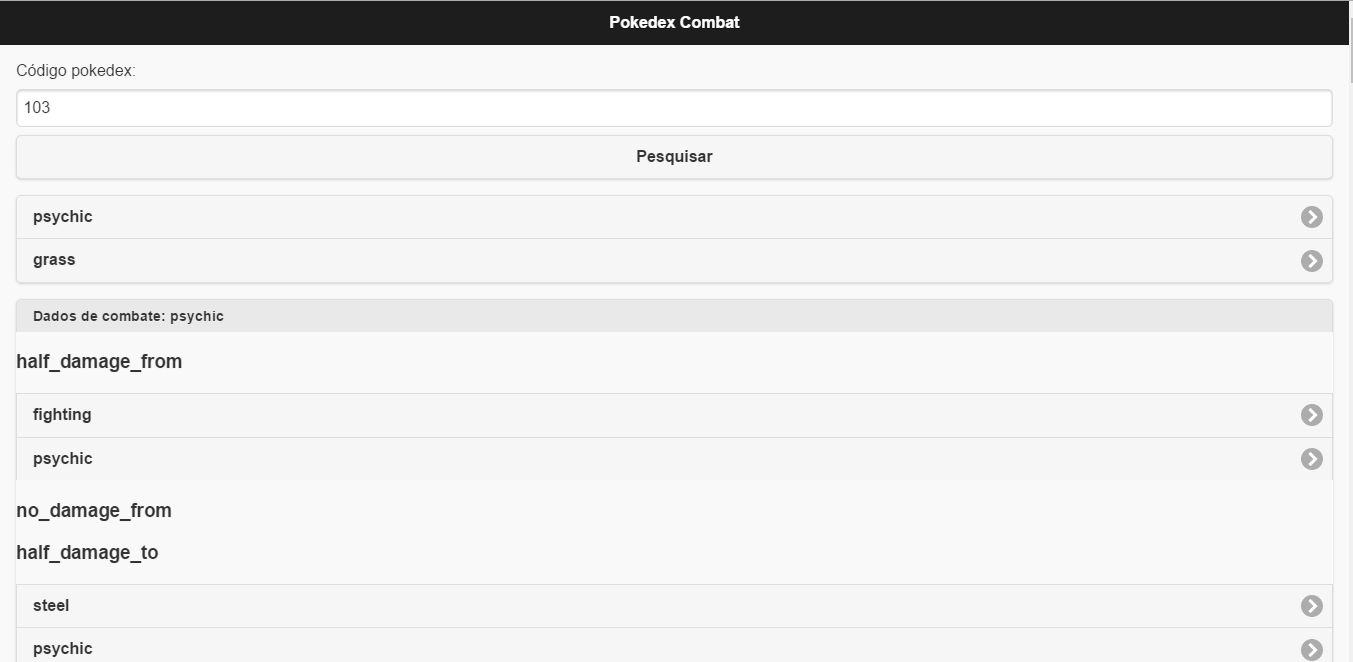 Pokedex Combat
Código pokedex:
103
Pesquisar
psychic
grass
Dados de combate: psychic
half_damage_from
fighting
psychic
no_damage_from
half_damage_to
steel
psychic